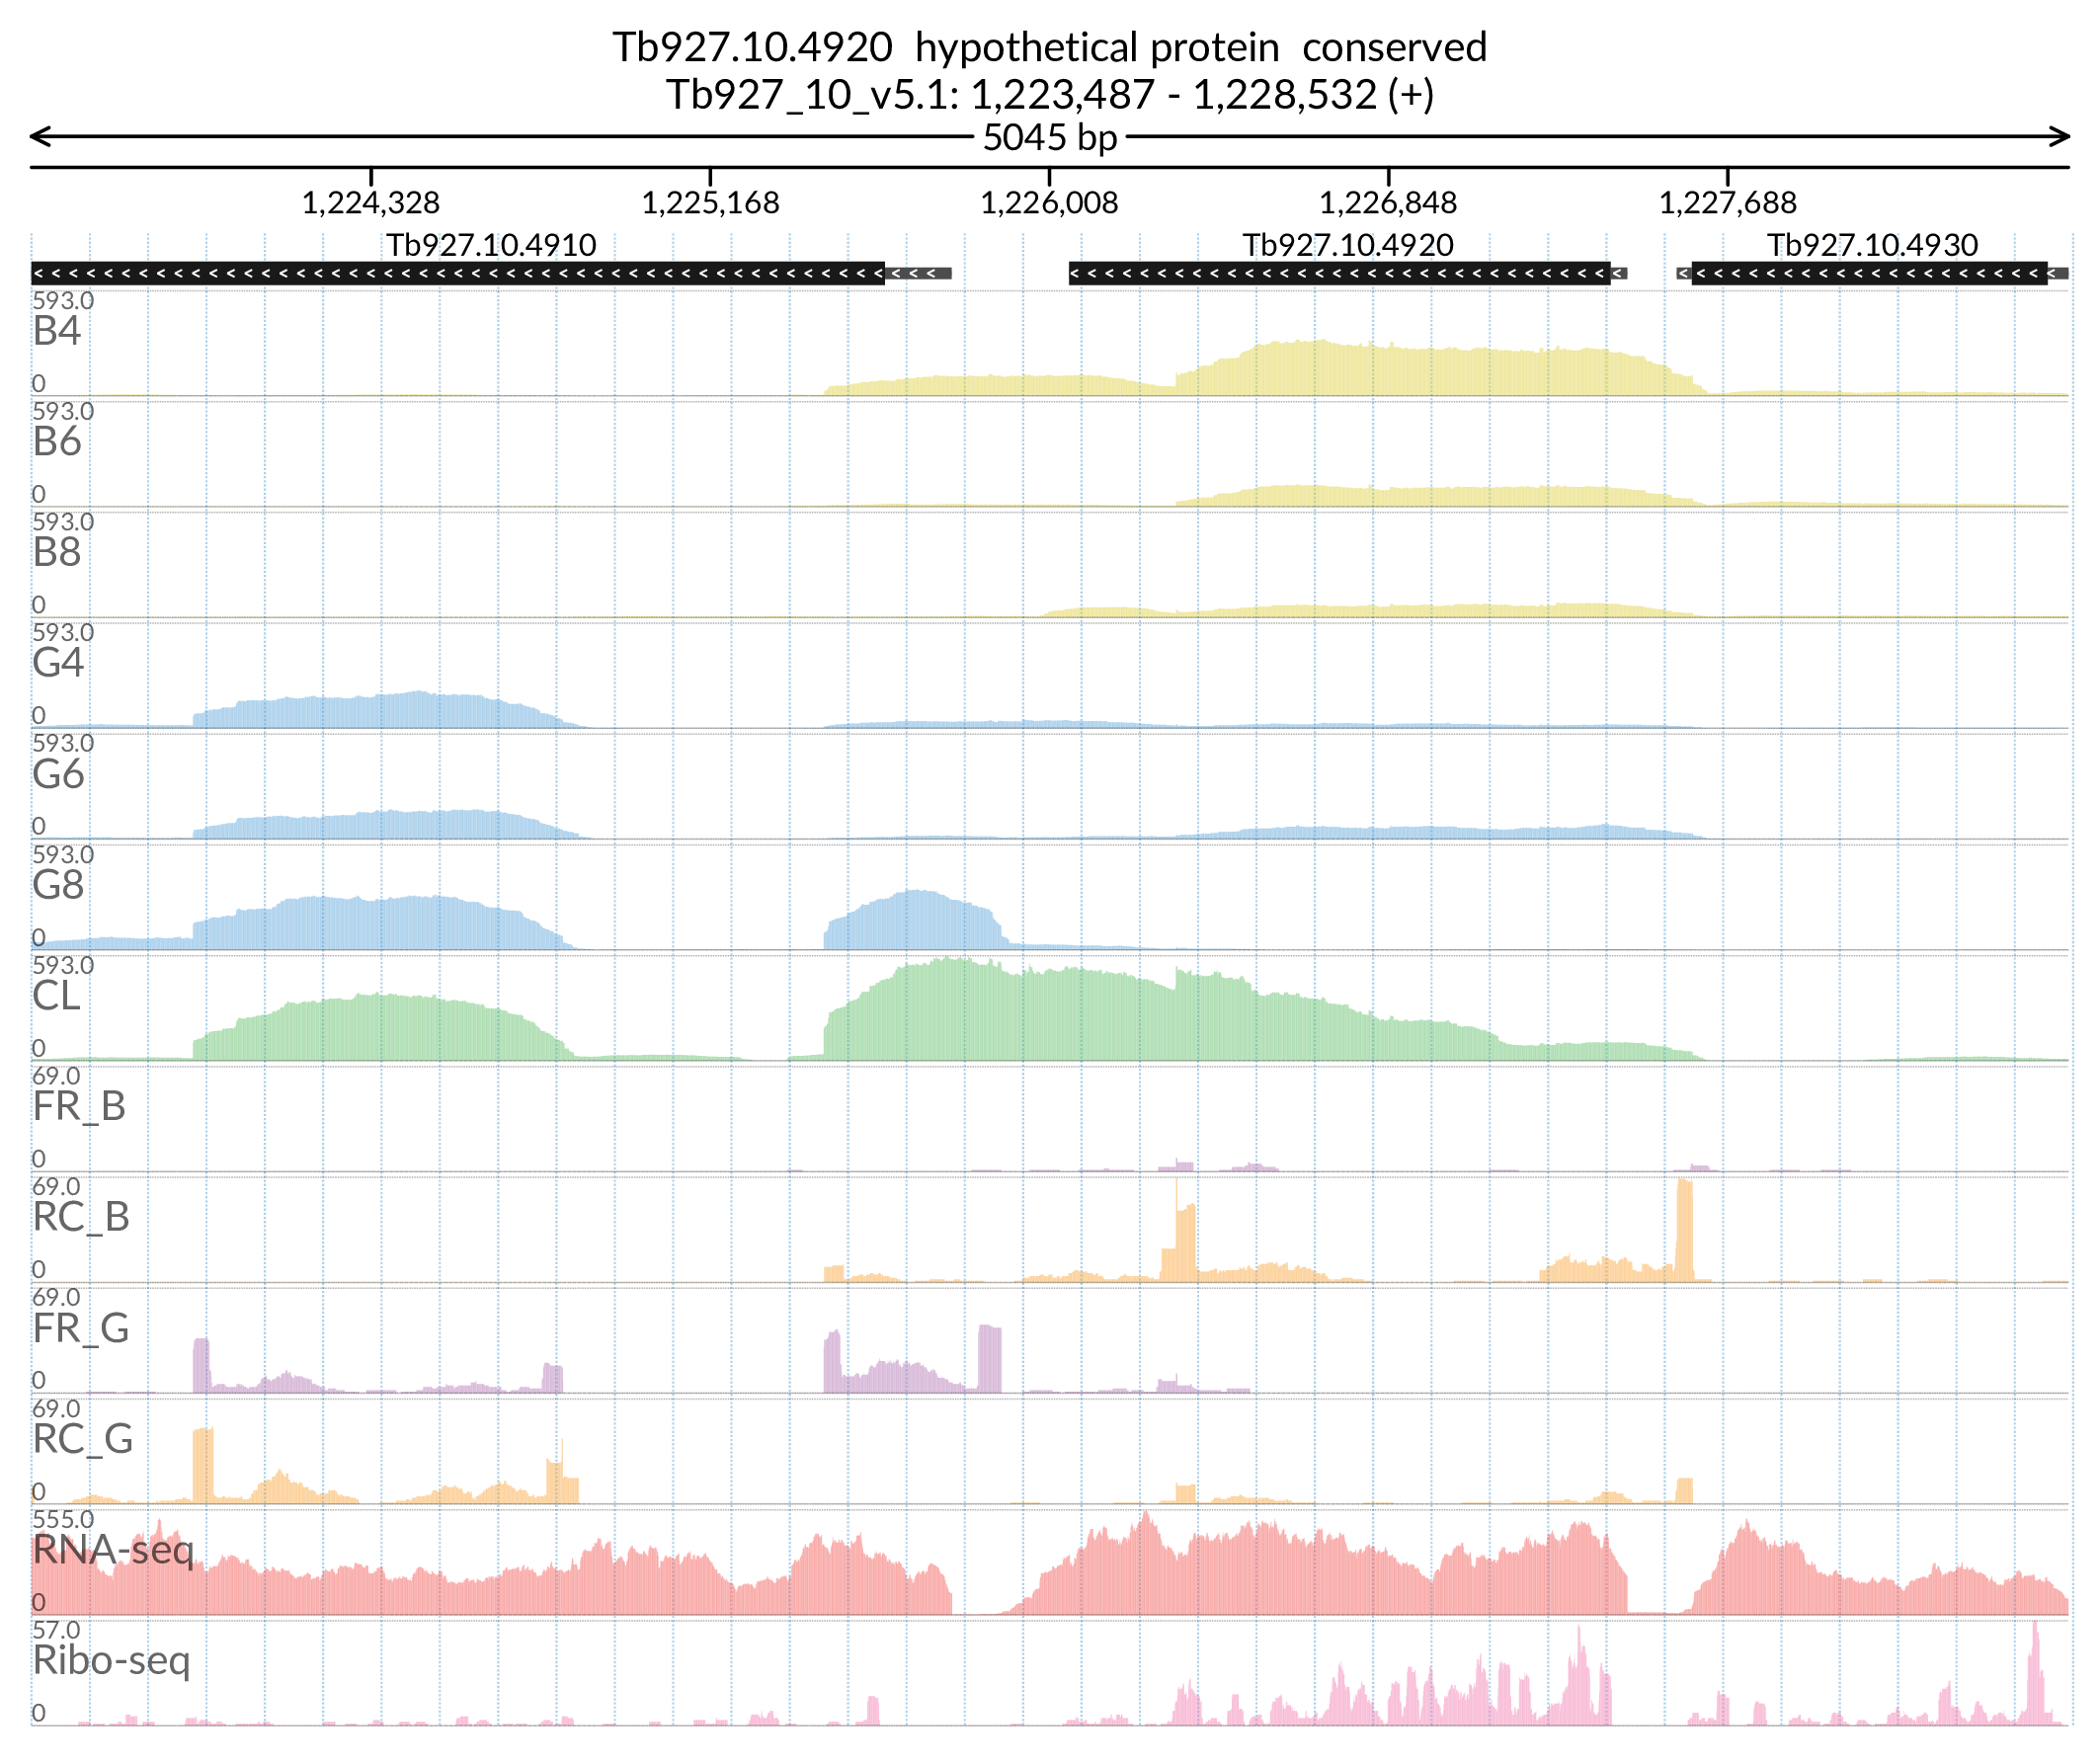 Tb927.10.4920 hypothetical protein conserved
Tb927_10_v5.1: 1,223,487 - 1,228,532 (+)
5045 bp
1,224,328 1,225,168 1,226,008 1,226,848 1,227,688
Tb927.10.4910 Tb927.10.4920 Tb927.10.4930
593.0
B4
0
593.0
B6
0
593.0
B8
0
593.0
G4
0
593.0
G6
0
593.0
G8
0
593.0
CL
0
69.0
FR_B
0
69.0
RC_B
0
69.0
FR_G
0
69.0
RC_G
0
555.0
RNA-seq
0
57.0
Ribo-seq
0